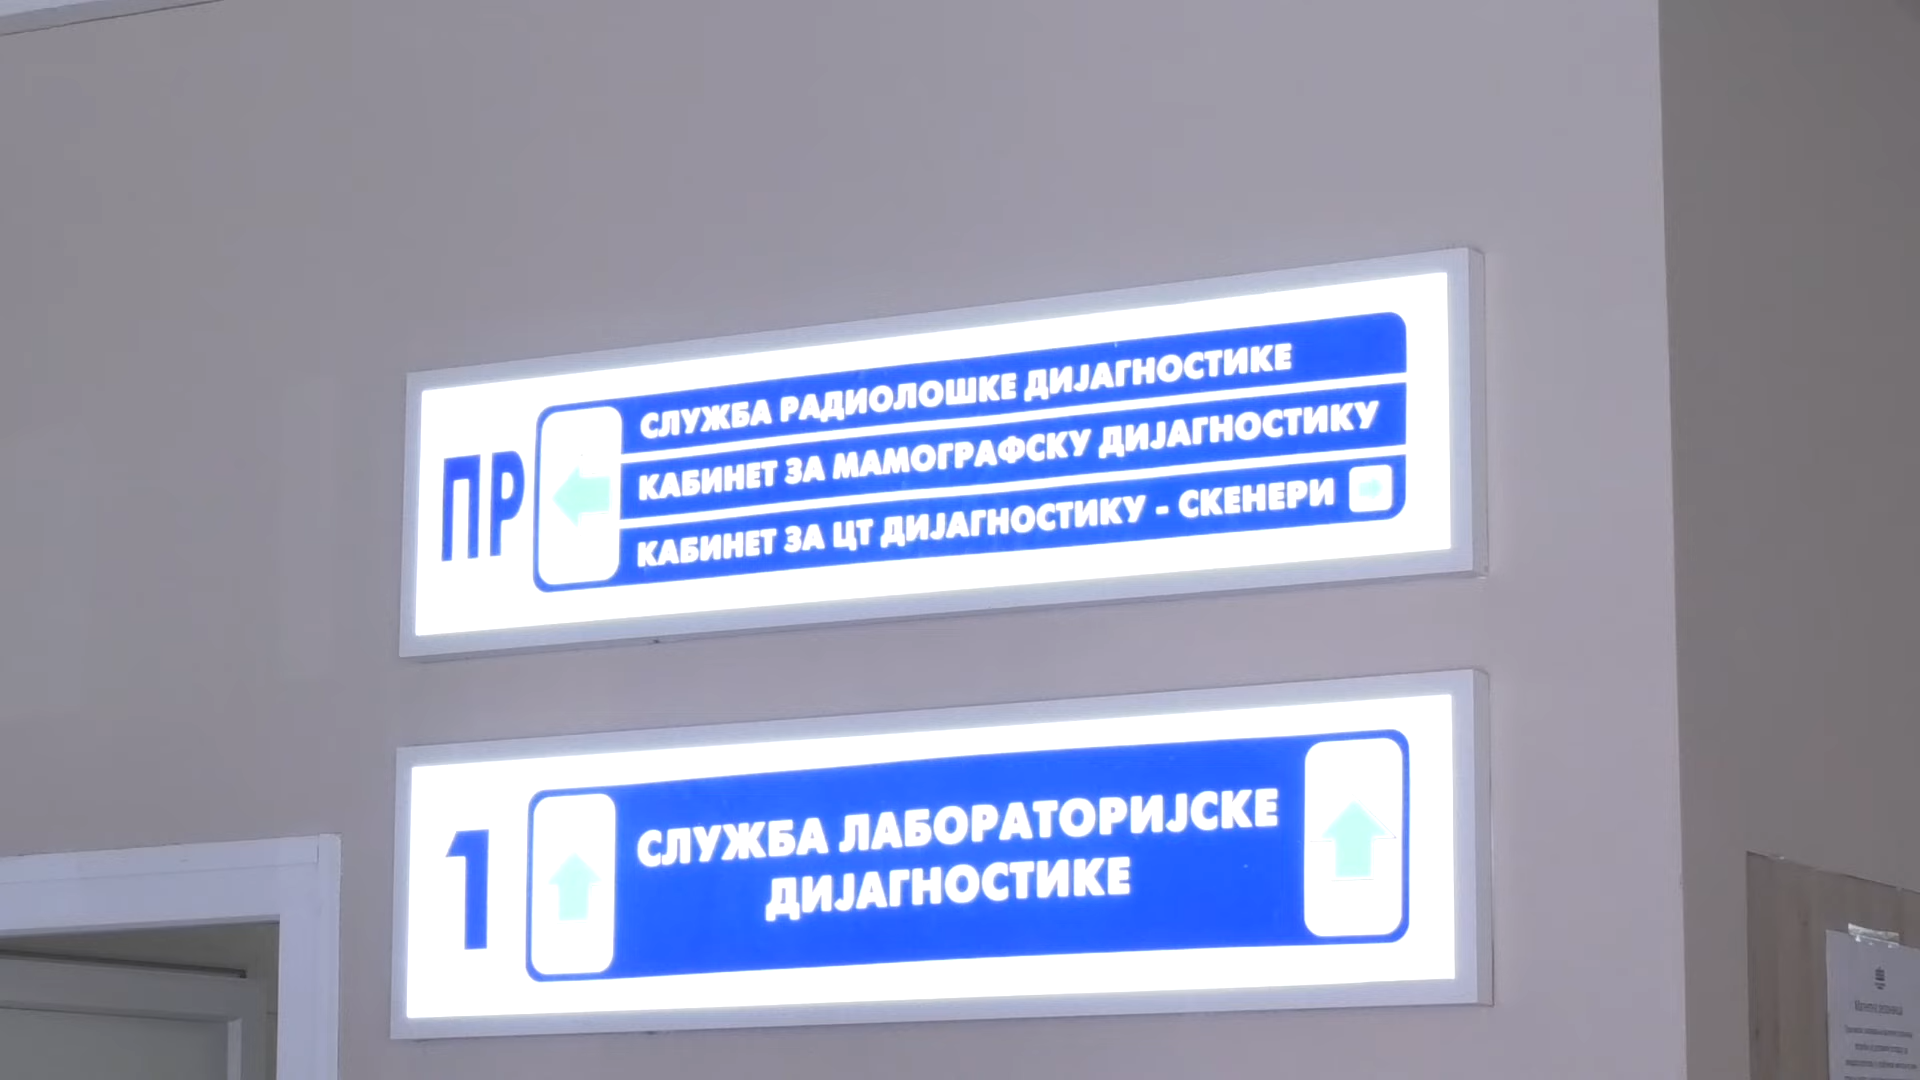 ПР
СЛУЖБА РАДИОЛОШКЕ ДИЈАГНОСТИКЕ
КАБИНЕТ ЗА МАМОГРАФСКУ ДИЈАГНОСТИКУ
КАБИНЕТ ЗА ЦТ ДИЈАГНОСТИКУ - СКЕНЕРИ
1
СЛУЖБА ЛАБОРАТОРИЈСКЕ
ДИЈАГНОСТИКЕ